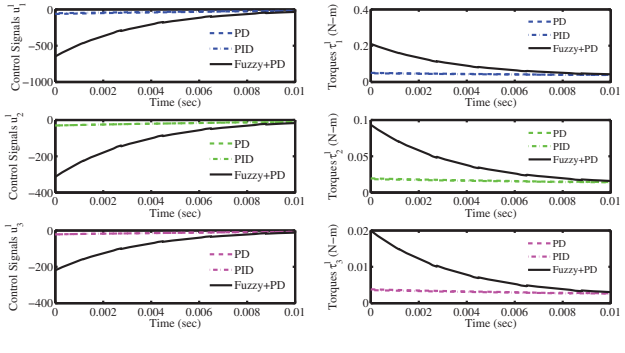 Control Signals u₁¹
0
−500
−1000
PD
PID
Fuzzy+PD
0 0.002 0.004 0.006 0.008 0.01
Time (sec)
Torques τ₁¹ (N−m)
0.4
0.2
0
PD
PID
Fuzzy+PD
0 0.002 0.004 0.006 0.008 0.01
Time (sec)
Control Signals u₂¹
0
−200
−400
PD
PID
Fuzzy+PD
0 0.002 0.004 0.006 0.008 0.01
Time (sec)
Torques τ₂¹ (N−m)
0.1
0.05
0
PD
PID
Fuzzy+PD
0 0.002 0.004 0.006 0.008 0.01
Time (sec)
Control Signals u₃¹
0
−200
−400
PD
PID
Fuzzy+PD
0 0.002 0.004 0.006 0.008 0.01
Time (sec)
Torques τ₃¹ (N−m)
0.02
0.01
0
PD
PID
Fuzzy+PD
0 0.002 0.004 0.006 0.008 0.01
Time (sec)